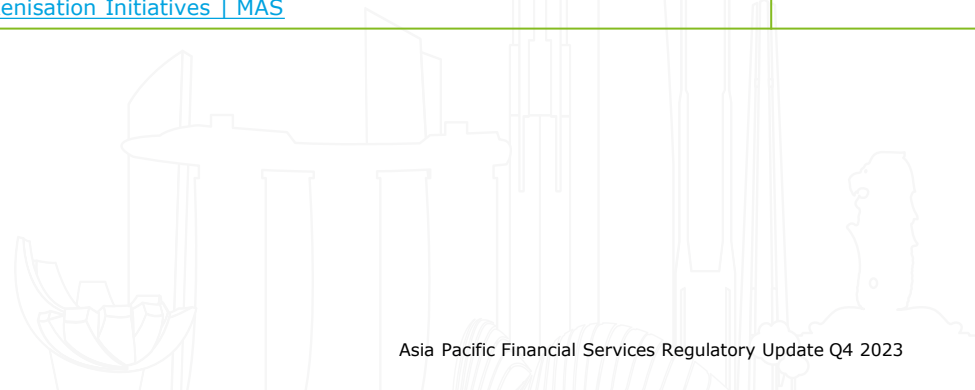 enisation Initiatives | MAS
Asia Pacific Financial Services Regulatory Update Q4 2023